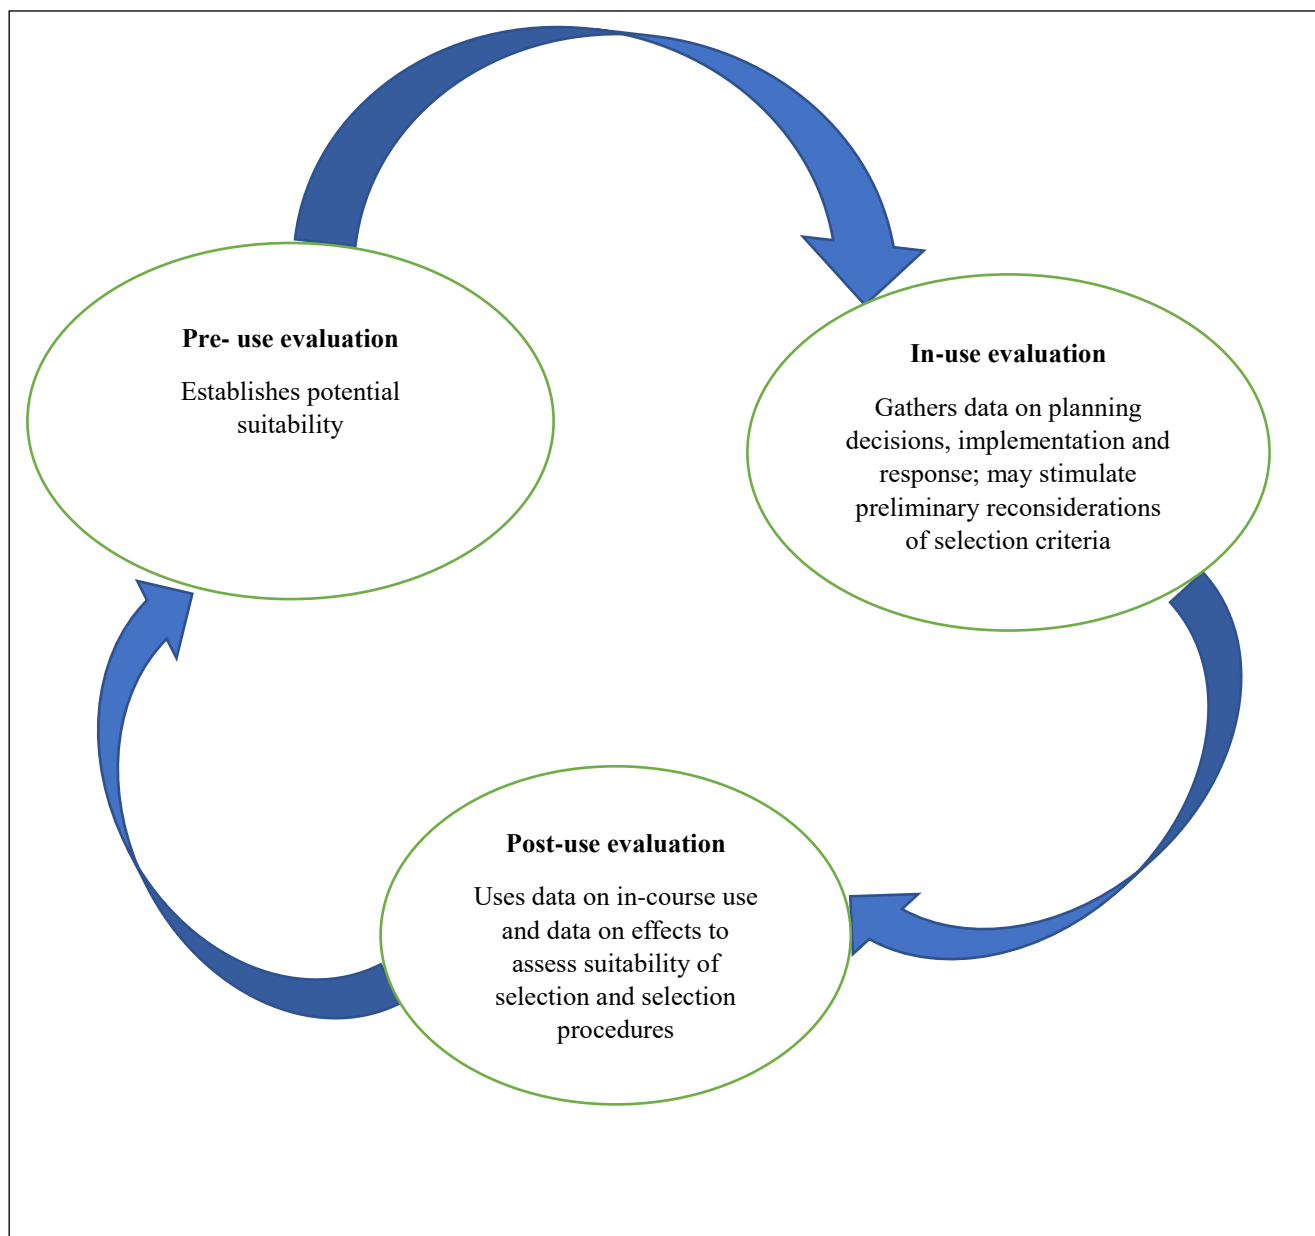 Pre- use evaluation
Establishes potential
suitability
In-use evaluation
Gathers data on planning
decisions, implementation and
response; may stimulate
preliminary reconsiderations
of selection criteria
Post-use evaluation
Uses data on in-course use
and data on effects to
assess suitability of
selection and selection
procedures